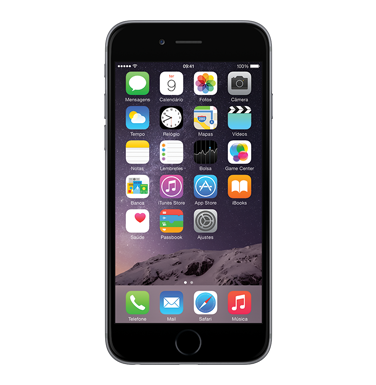 09:41 100%
Mensagens Calendário Fotos Câmera
9
Tempo Relógio Mapas Vídeos
Notas Lembretes Bolsa Game Center
Banca iTunes Store App Store iBooks
Saúde Passbook Ajustes
Telefone Mail Safari Música